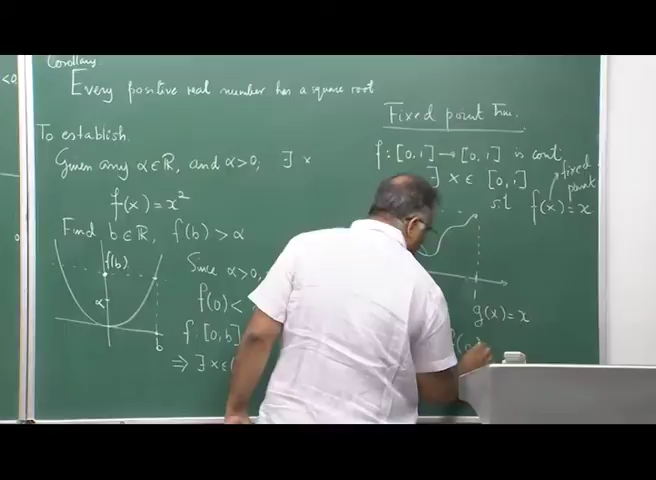 <0
Corollary
Every positive real number has a square root
To establish.
Given any α ∈ ℝ, and α > 0, ∃ x
f(x) = x²
Find b ∈ ℝ, f(b) > α
f(b)
α
b
Since α > 0,
f(0) <
f: [0, b]
⇒ ∃ x ∈
Fixed point Thm.
f: [0, 1] → [0, 1] is cont.
∃ x ∈ [0, 1]
s.t f(x) = x
fixed
point
g(x) = x